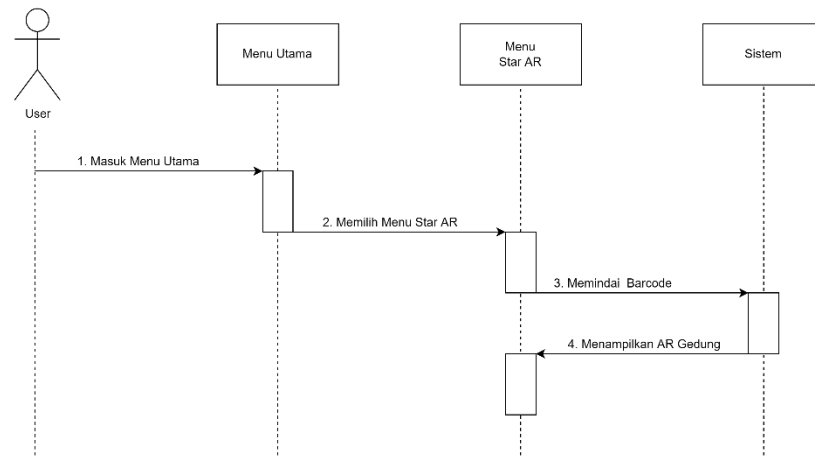 Menu Utama
Menu
Star AR
Sistem
User
1. Masuk Menu Utama
2. Memilih Menu Star AR
3. Memindai Barcode
4. Menampilkan AR Gedung